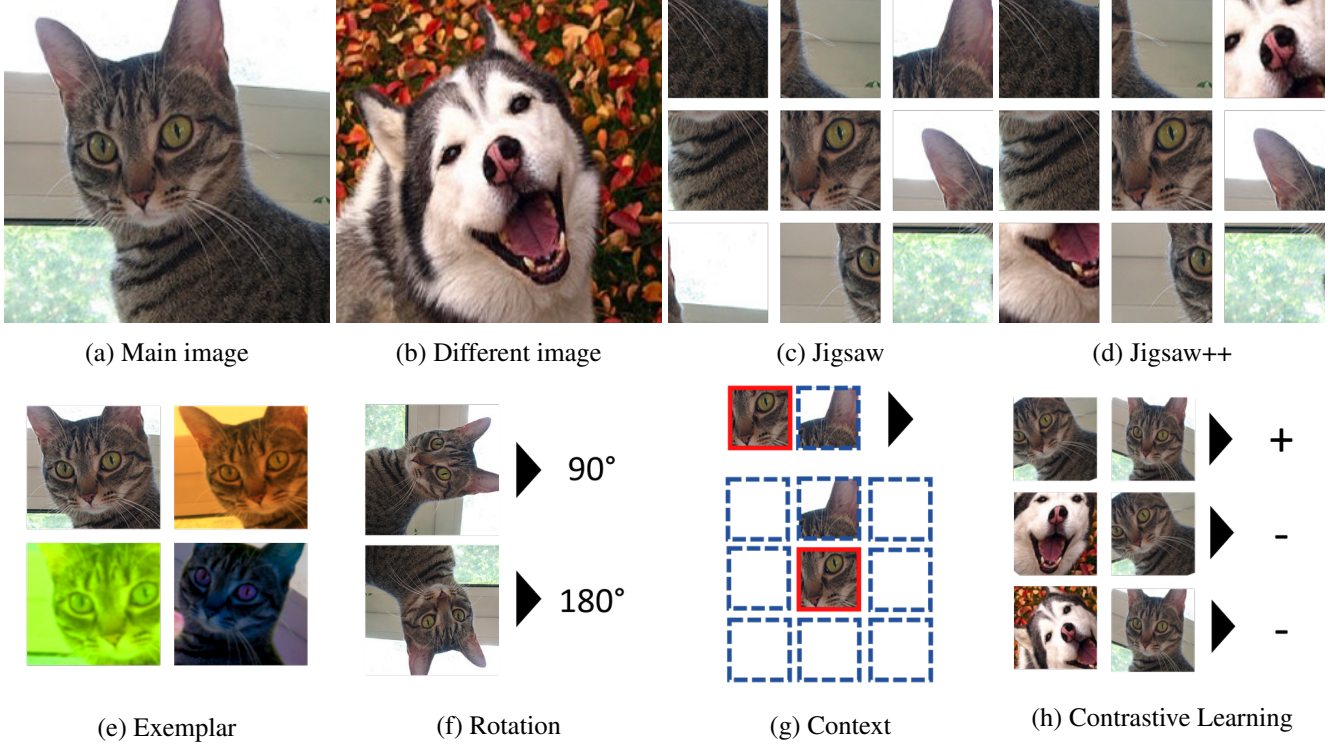 (a) Main image
(b) Different image
(c) Jigsaw
(d) Jigsaw++
90°
180°
+
-
-
(e) Exemplar
(f) Rotation
(g) Context
(h) Contrastive Learning